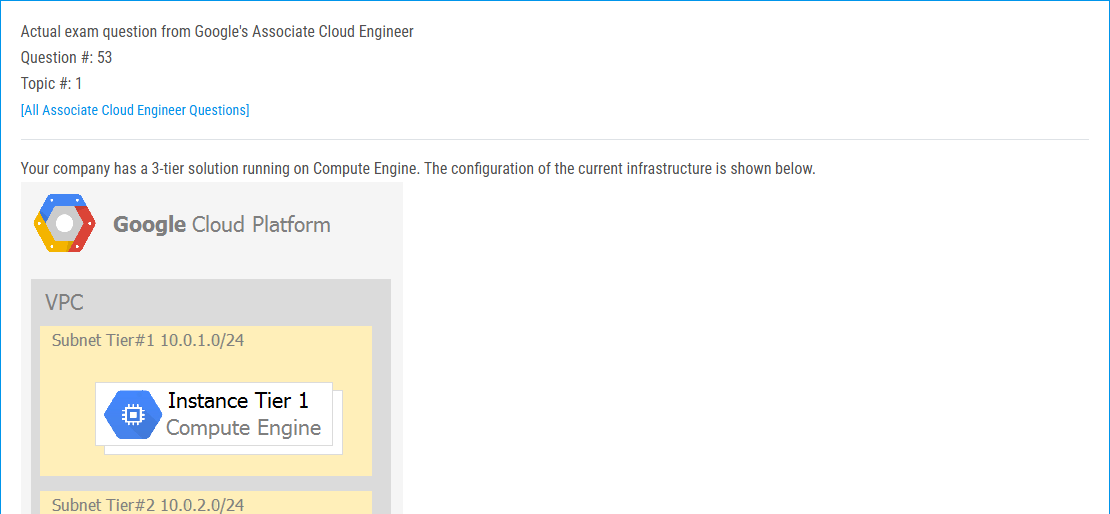 Actual exam question from Google's Associate Cloud Engineer
Question #: 53
Topic #: 1
[All Associate Cloud Engineer Questions]
Your company has a 3-tier solution running on Compute Engine. The configuration of the current infrastructure is shown below.
Google Cloud Platform
VPC
Subnet Tier#1 10.0.1.0/24
Instance Tier 1
Compute Engine
Subnet Tier#2 10.0.2.0/24